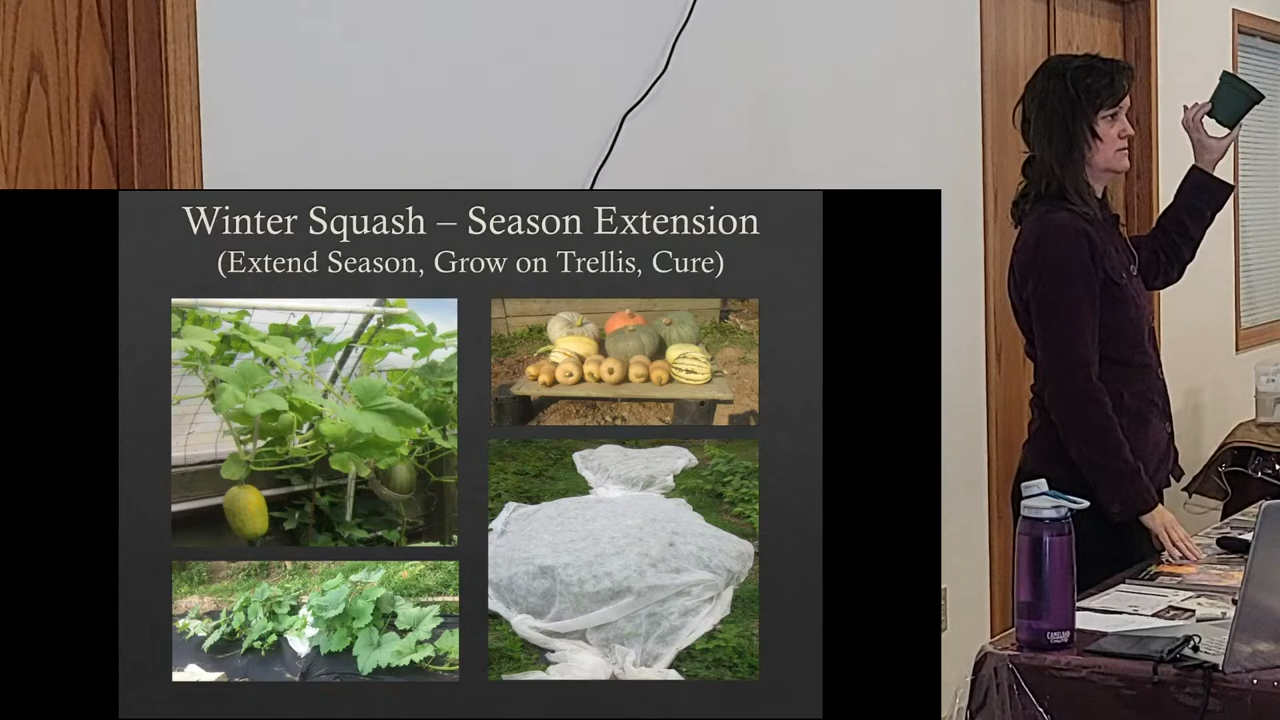 Winter Squash – Season Extension
(Extend Season, Grow on Trellis, Cure)
CAMELBAK